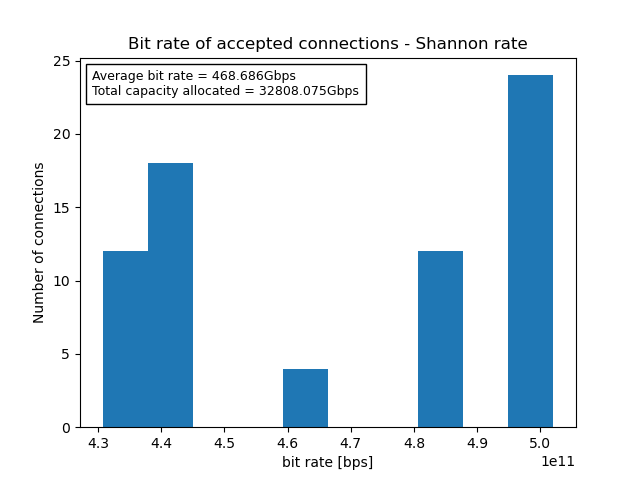 Bit rate of accepted connections - Shannon rate
Average bit rate = 468.686Gbps
Total capacity allocated = 32808.075Gbps
Number of connections
25
20
15
10
5
0
4.3 4.4 4.5 4.6 4.7 4.8 4.9 5.0
1e11
bit rate [bps]